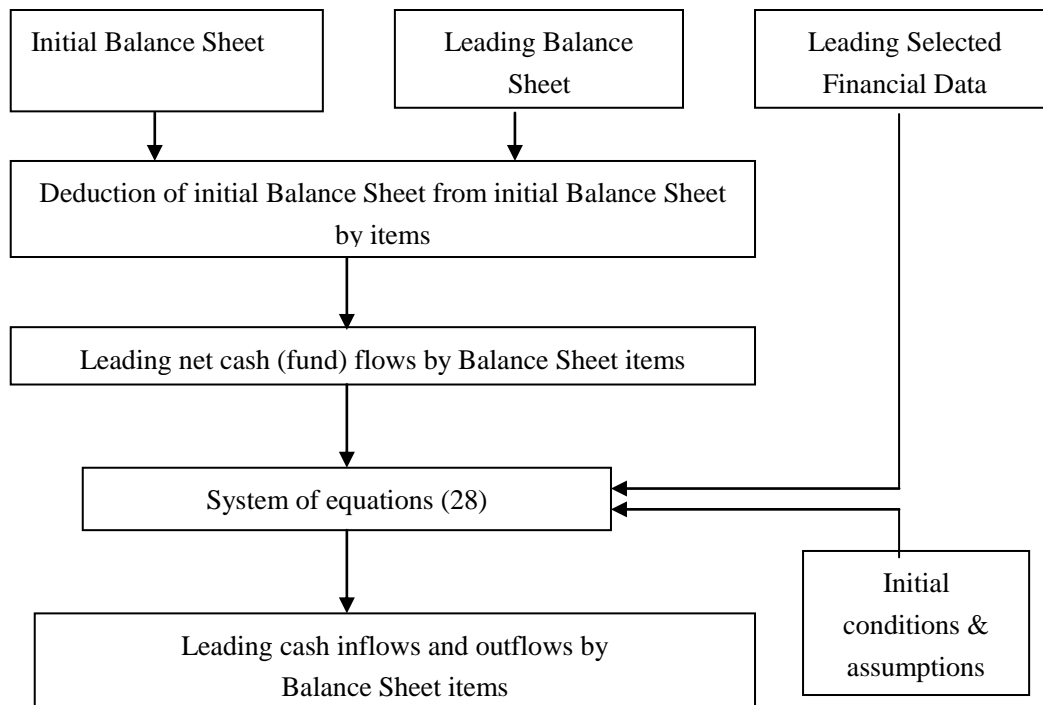 Initial Balance Sheet
Leading Balance
Sheet
Leading Selected
Financial Data
Deduction of initial Balance Sheet from initial Balance Sheet
by items
Leading net cash (fund) flows by Balance Sheet items
System of equations (28)
Initial
conditions &
assumptions
Leading cash inflows and outflows by
Balance Sheet items